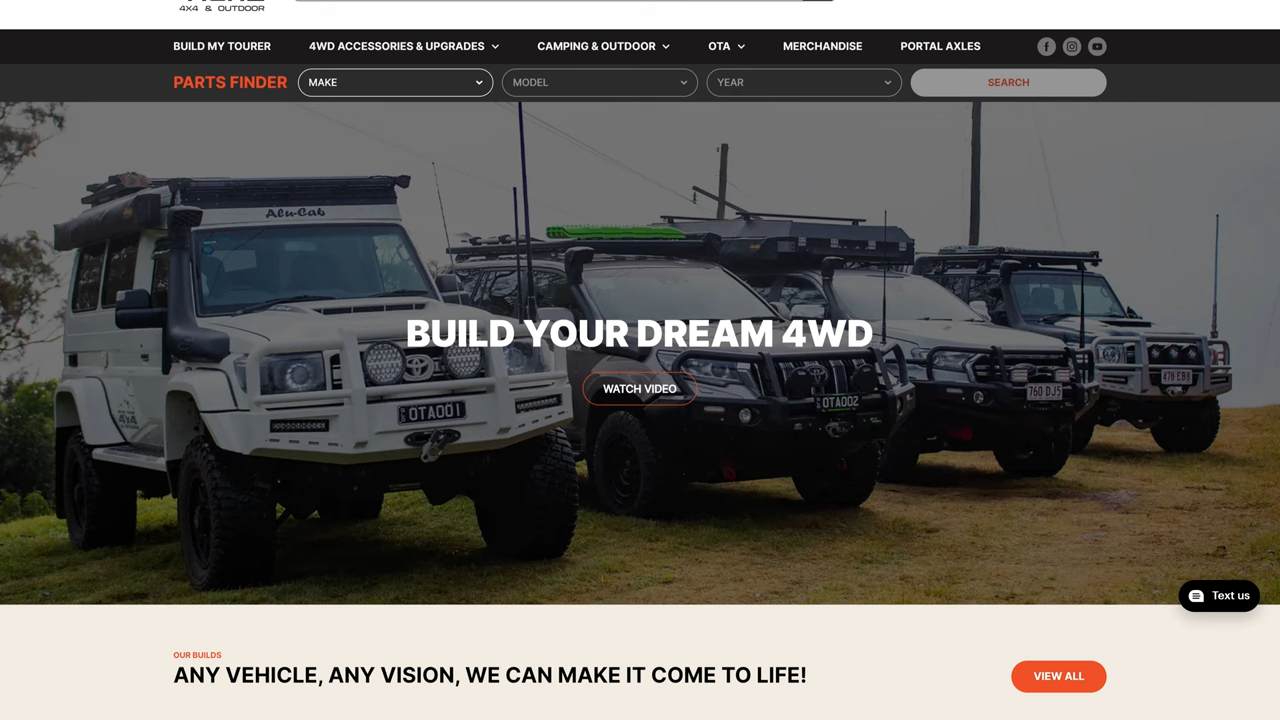 4X4 & OUTDOOR
BUILD MY TOURER
4WD ACCESSORIES & UPGRADES
CAMPING & OUTDOOR
OTA
MERCHANDISE
PORTAL AXLES
PARTS FINDER
MAKE
MODEL
YEAR
SEARCH
Alu-Cab
BUILD YOUR DREAM 4WD
WATCH VIDEO
OTA001
OTA002
760 DJ5
Text us
OUR BUILDS
ANY VEHICLE, ANY VISION, WE CAN MAKE IT COME TO LIFE!
VIEW ALL